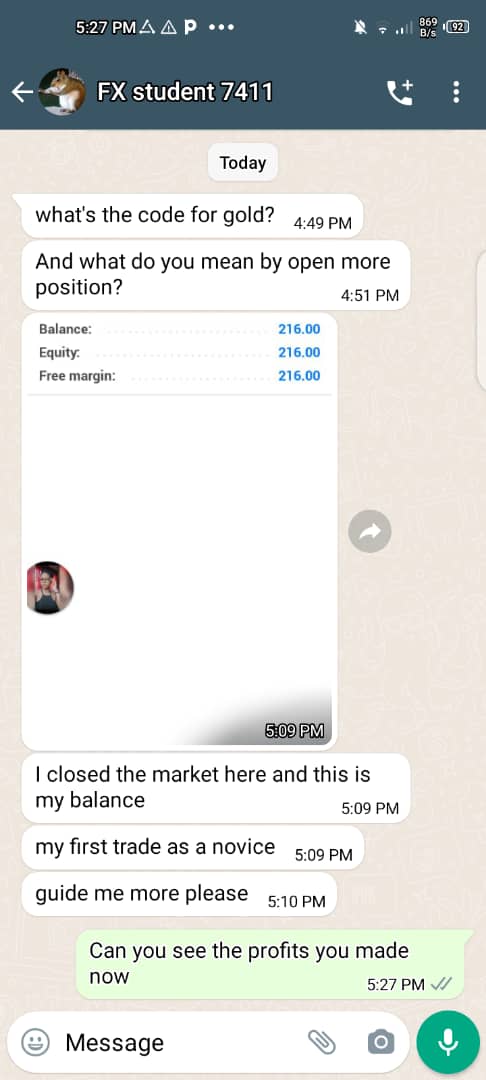 5:27 PM P
869 B/s 92
FX student 7411
Today
what's the code for gold? 4:49 PM
And what do you mean by open more
position? 4:51 PM
Balance: 216.00
Equity: 216.00
Free margin: 216.00
5:09 PM
I closed the market here and this is
my balance 5:09 PM
my first trade as a novice 5:09 PM
guide me more please 5:10 PM
Can you see the profits you made
now 5:27 PM
Message